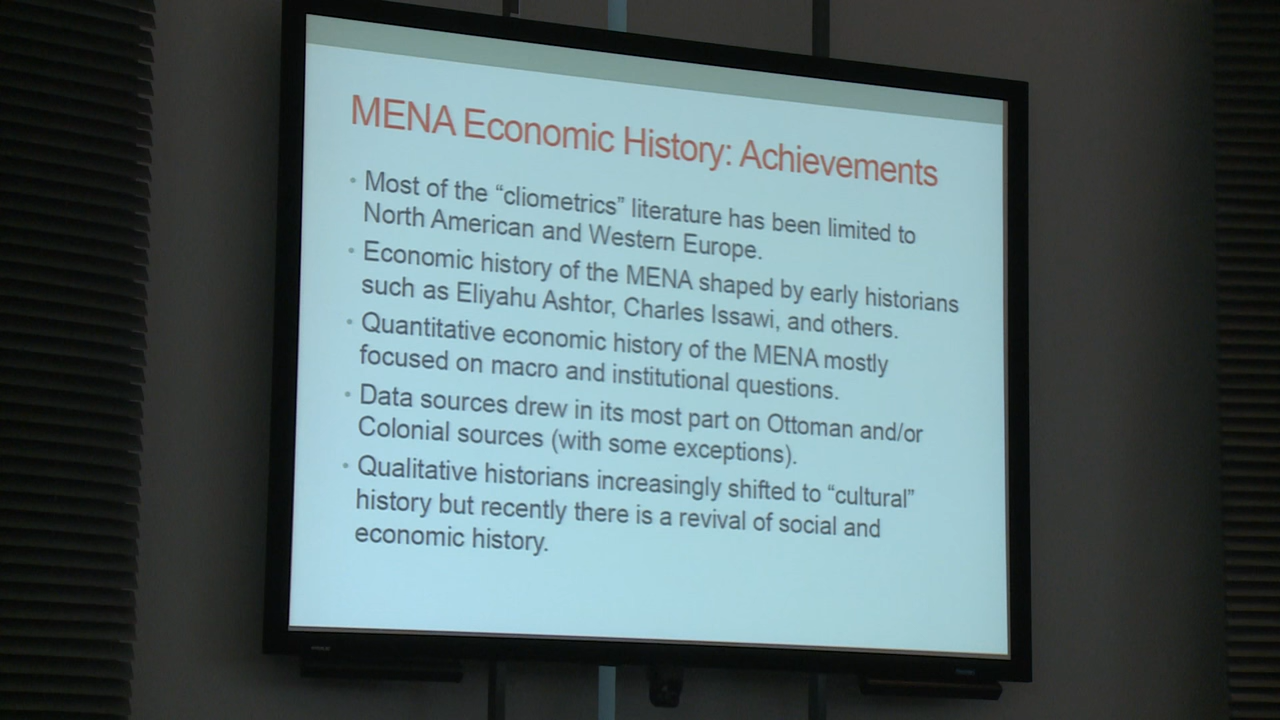 MENA Economic History: Achievements
• Most of the “cliometrics” literature has been limited to
North American and Western Europe.
• Economic history of the MENA shaped by early historians
such as Eliyahu Ashtor, Charles Issawi, and others.
• Quantitative economic history of the MENA mostly
focused on macro and institutional questions.
• Data sources drew in its most part on Ottoman and/or
Colonial sources (with some exceptions).
• Qualitative historians increasingly shifted to “cultural”
history but recently there is a revival of social and
economic history.